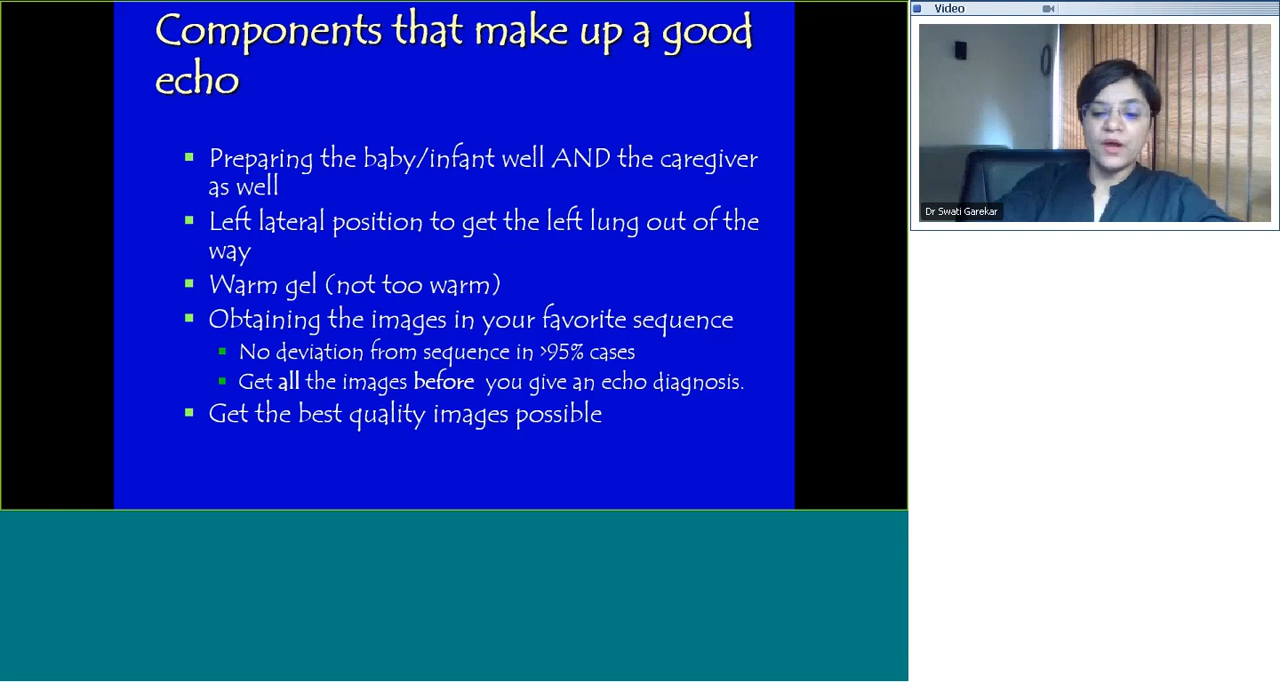 Components that make up a good
echo
Preparing the baby/infant well AND the caregiver
as well
Left lateral position to get the left lung out of the
way
Warm gel (not too warm)
Obtaining the images in your favorite sequence
No deviation from sequence in >95% cases
Get all the images before you give an echo diagnosis.
Get the best quality images possible
Video
Dr Swati Garekar